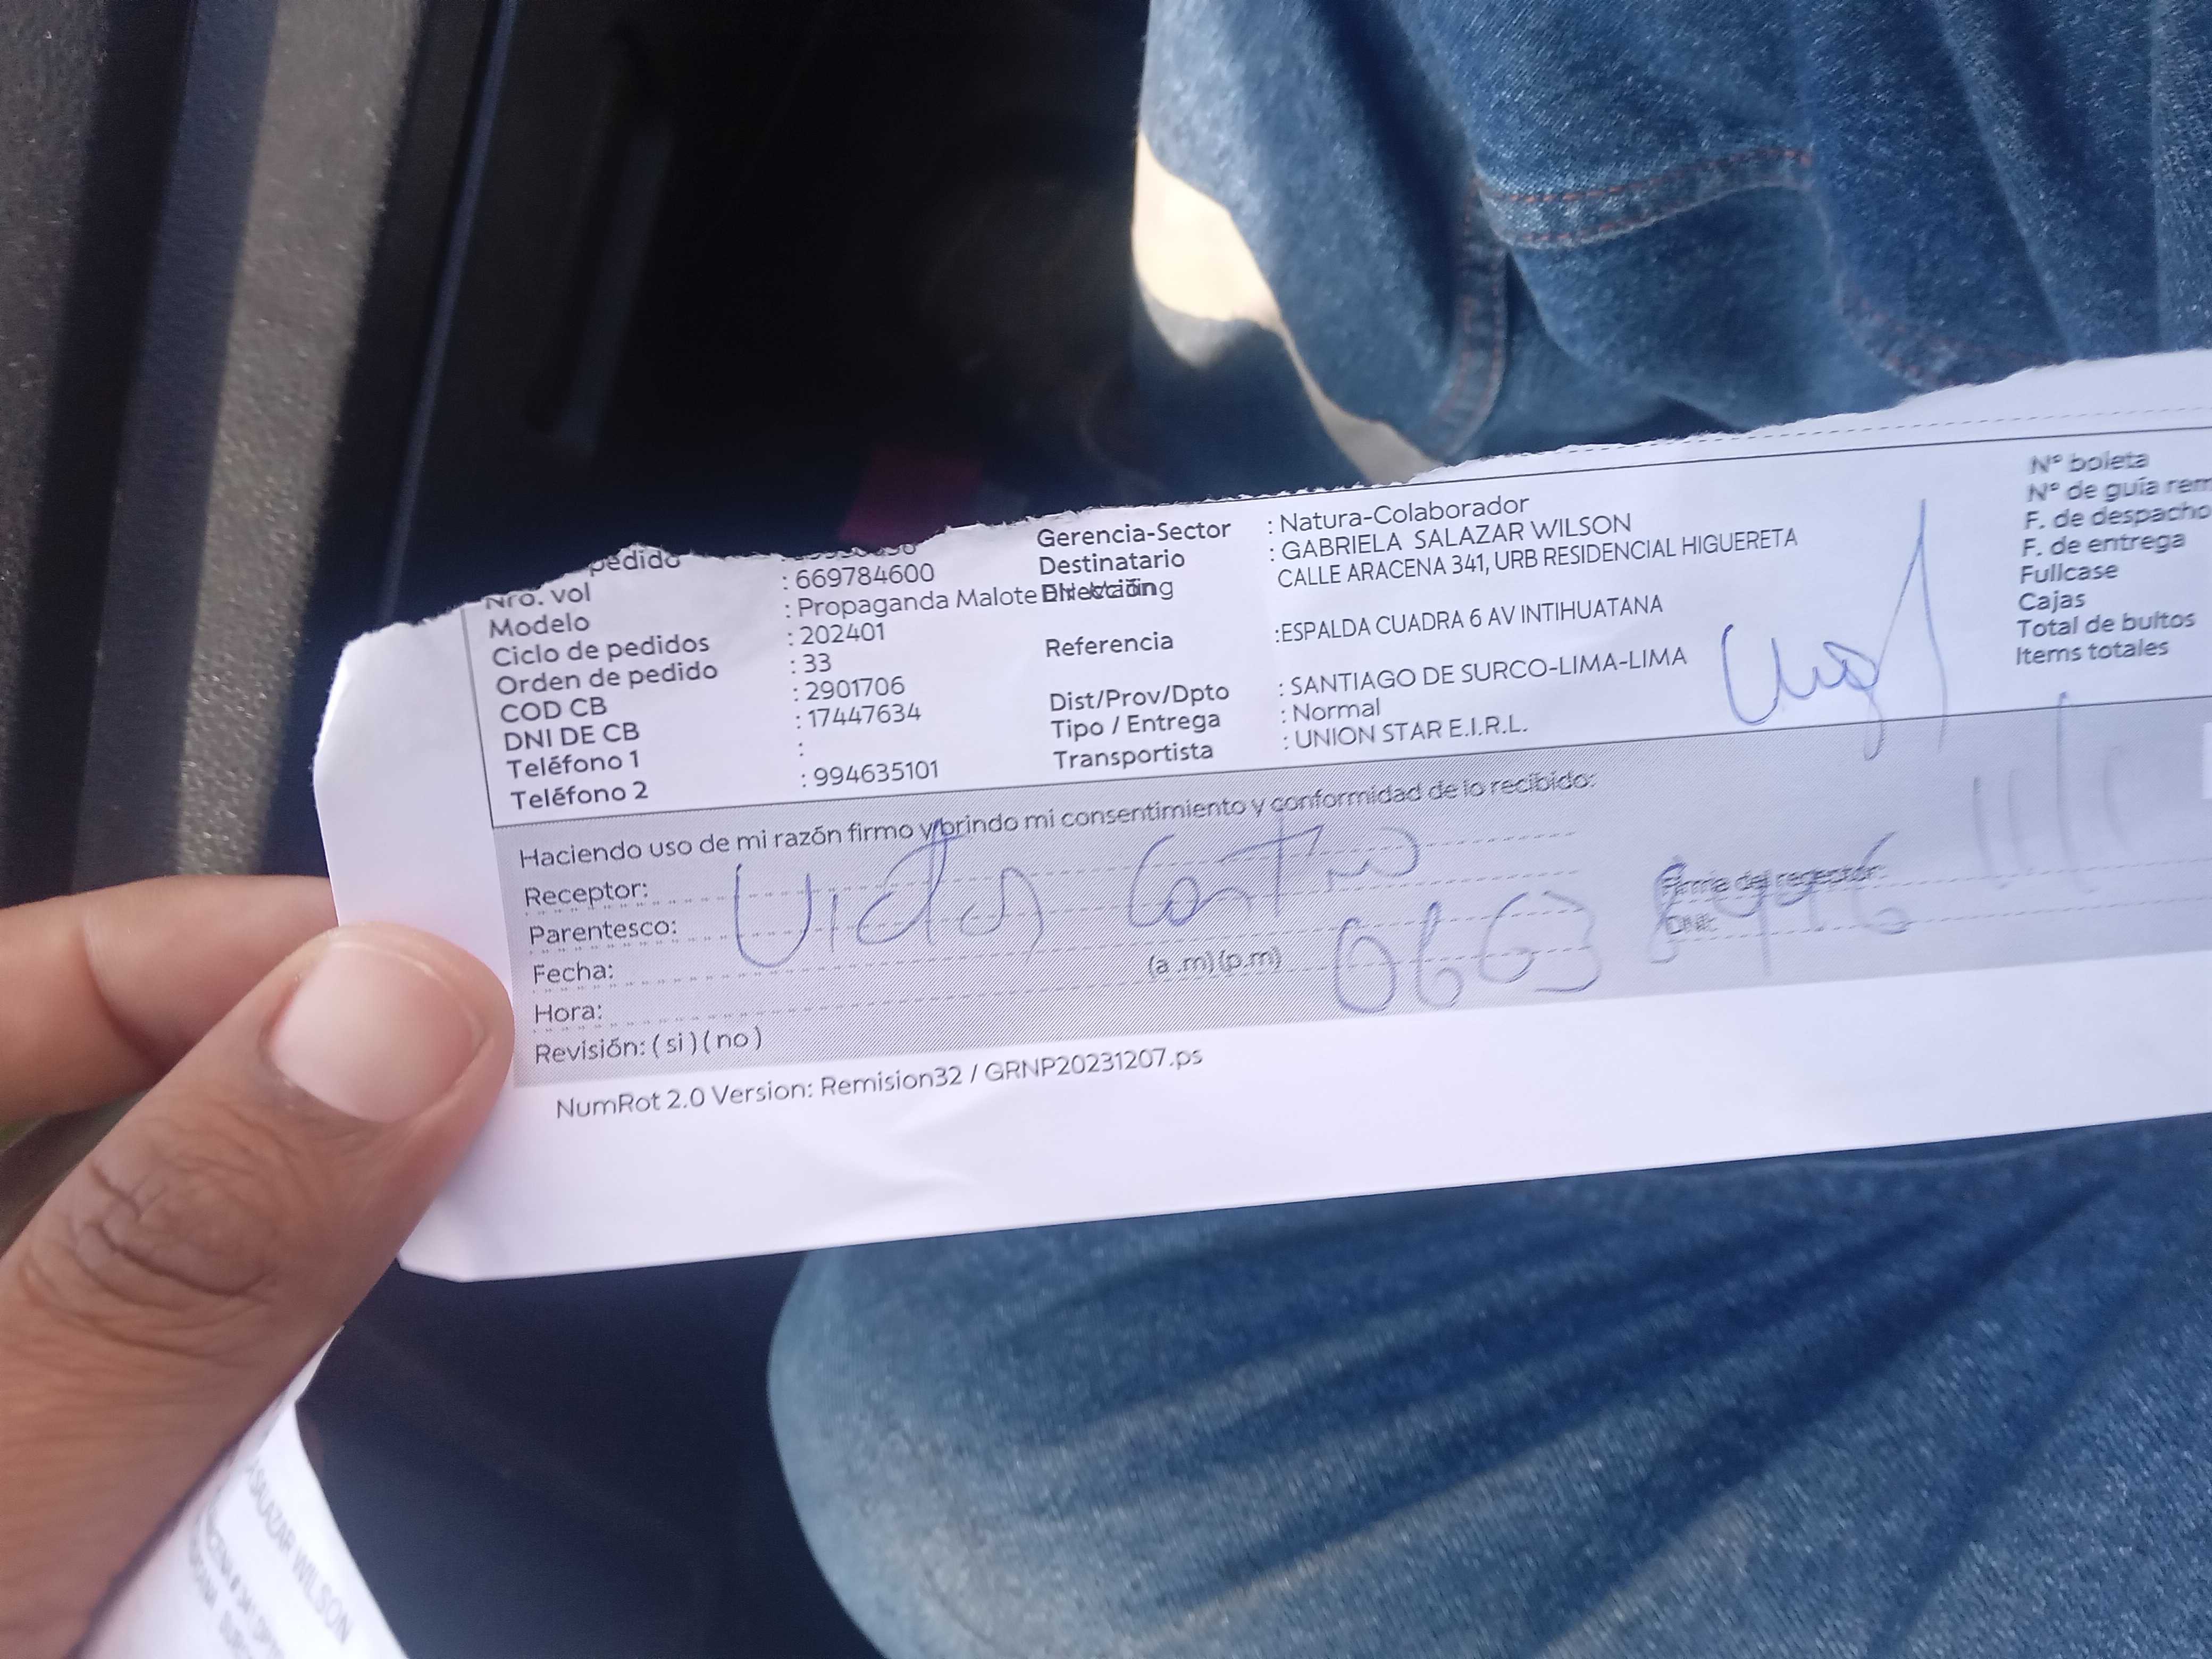 pedido
Nro. vol : 669784600
Modelo : Propaganda Malote
Ciclo de pedidos : 202401
Orden de pedido : 33
COD CB : 2901706
DNI DE CB : 17447634
Teléfono 1 :
Teléfono 2 : 994635101
Gerencia-Sector : Natura-Colaborador
Destinatario : GABRIELA SALAZAR WILSON
Dirección CALLE ARACENA 341, URB RESIDENCIAL HIGUERETA
Referencia :ESPALDA CUADRA 6 AV INTIHUATANA
Dist/Prov/Dpto : SANTIAGO DE SURCO-LIMA-LIMA
Tipo / Entrega : Normal
Transportista : UNION STAR E.I.R.L.
N° boleta
N° de guía rem
F. de despacho
F. de entrega
Fullcase
Cajas
Total de bultos
Items totales
Haciendo uso de mi razón firmo y brindo mi consentimiento y conformidad de lo recibido:
Receptor:
Victor Castro
Parentesco:
Fecha:
Hora: (a .m) (p.m)
Revisión: ( si ) ( no )
Firma del receptor:
DNI:
NumRot 2.0 Version: Remision32 / GRNP20231207.ps
SALAZAR WILSON